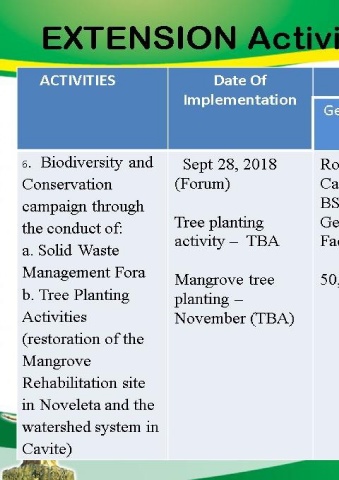 EXTENSION Activi
ACTIVITIES
Date Of
Implementation
Ge
6. Biodiversity and
Conservation
campaign through
the conduct of:
a. Solid Waste
Management Fora
b. Tree Planting
Activities
(restoration of the
Mangrove
Rehabilitation site
in Noveleta and the
watershed system in
Cavite)
Sept 28, 2018
(Forum)
Tree planting
activity – TBA
Mangrove tree
planting –
November (TBA)
Ro
Ca
BS
Ge
Fac
50,